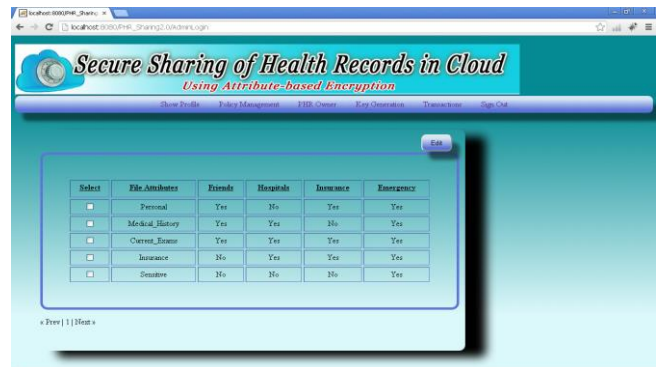 localhost:8080/PHR_Sharing
localhost:8080/PHR_Sharing2.0/AdminLogin
Secure Sharing of Health Records in Cloud
Using Attribute-based Encryption
Show Profile Policy Management PHR Owner Key Generation Transactions Sign Out
Edit
Select File Attributes Friends Hospitals Insurance Emergency
Personal Yes No Yes Yes
Medical_History Yes Yes No Yes
Current_Exams Yes Yes Yes Yes
Insurance No Yes Yes Yes
Sensitive No No No Yes
« Prev | 1 | Next »